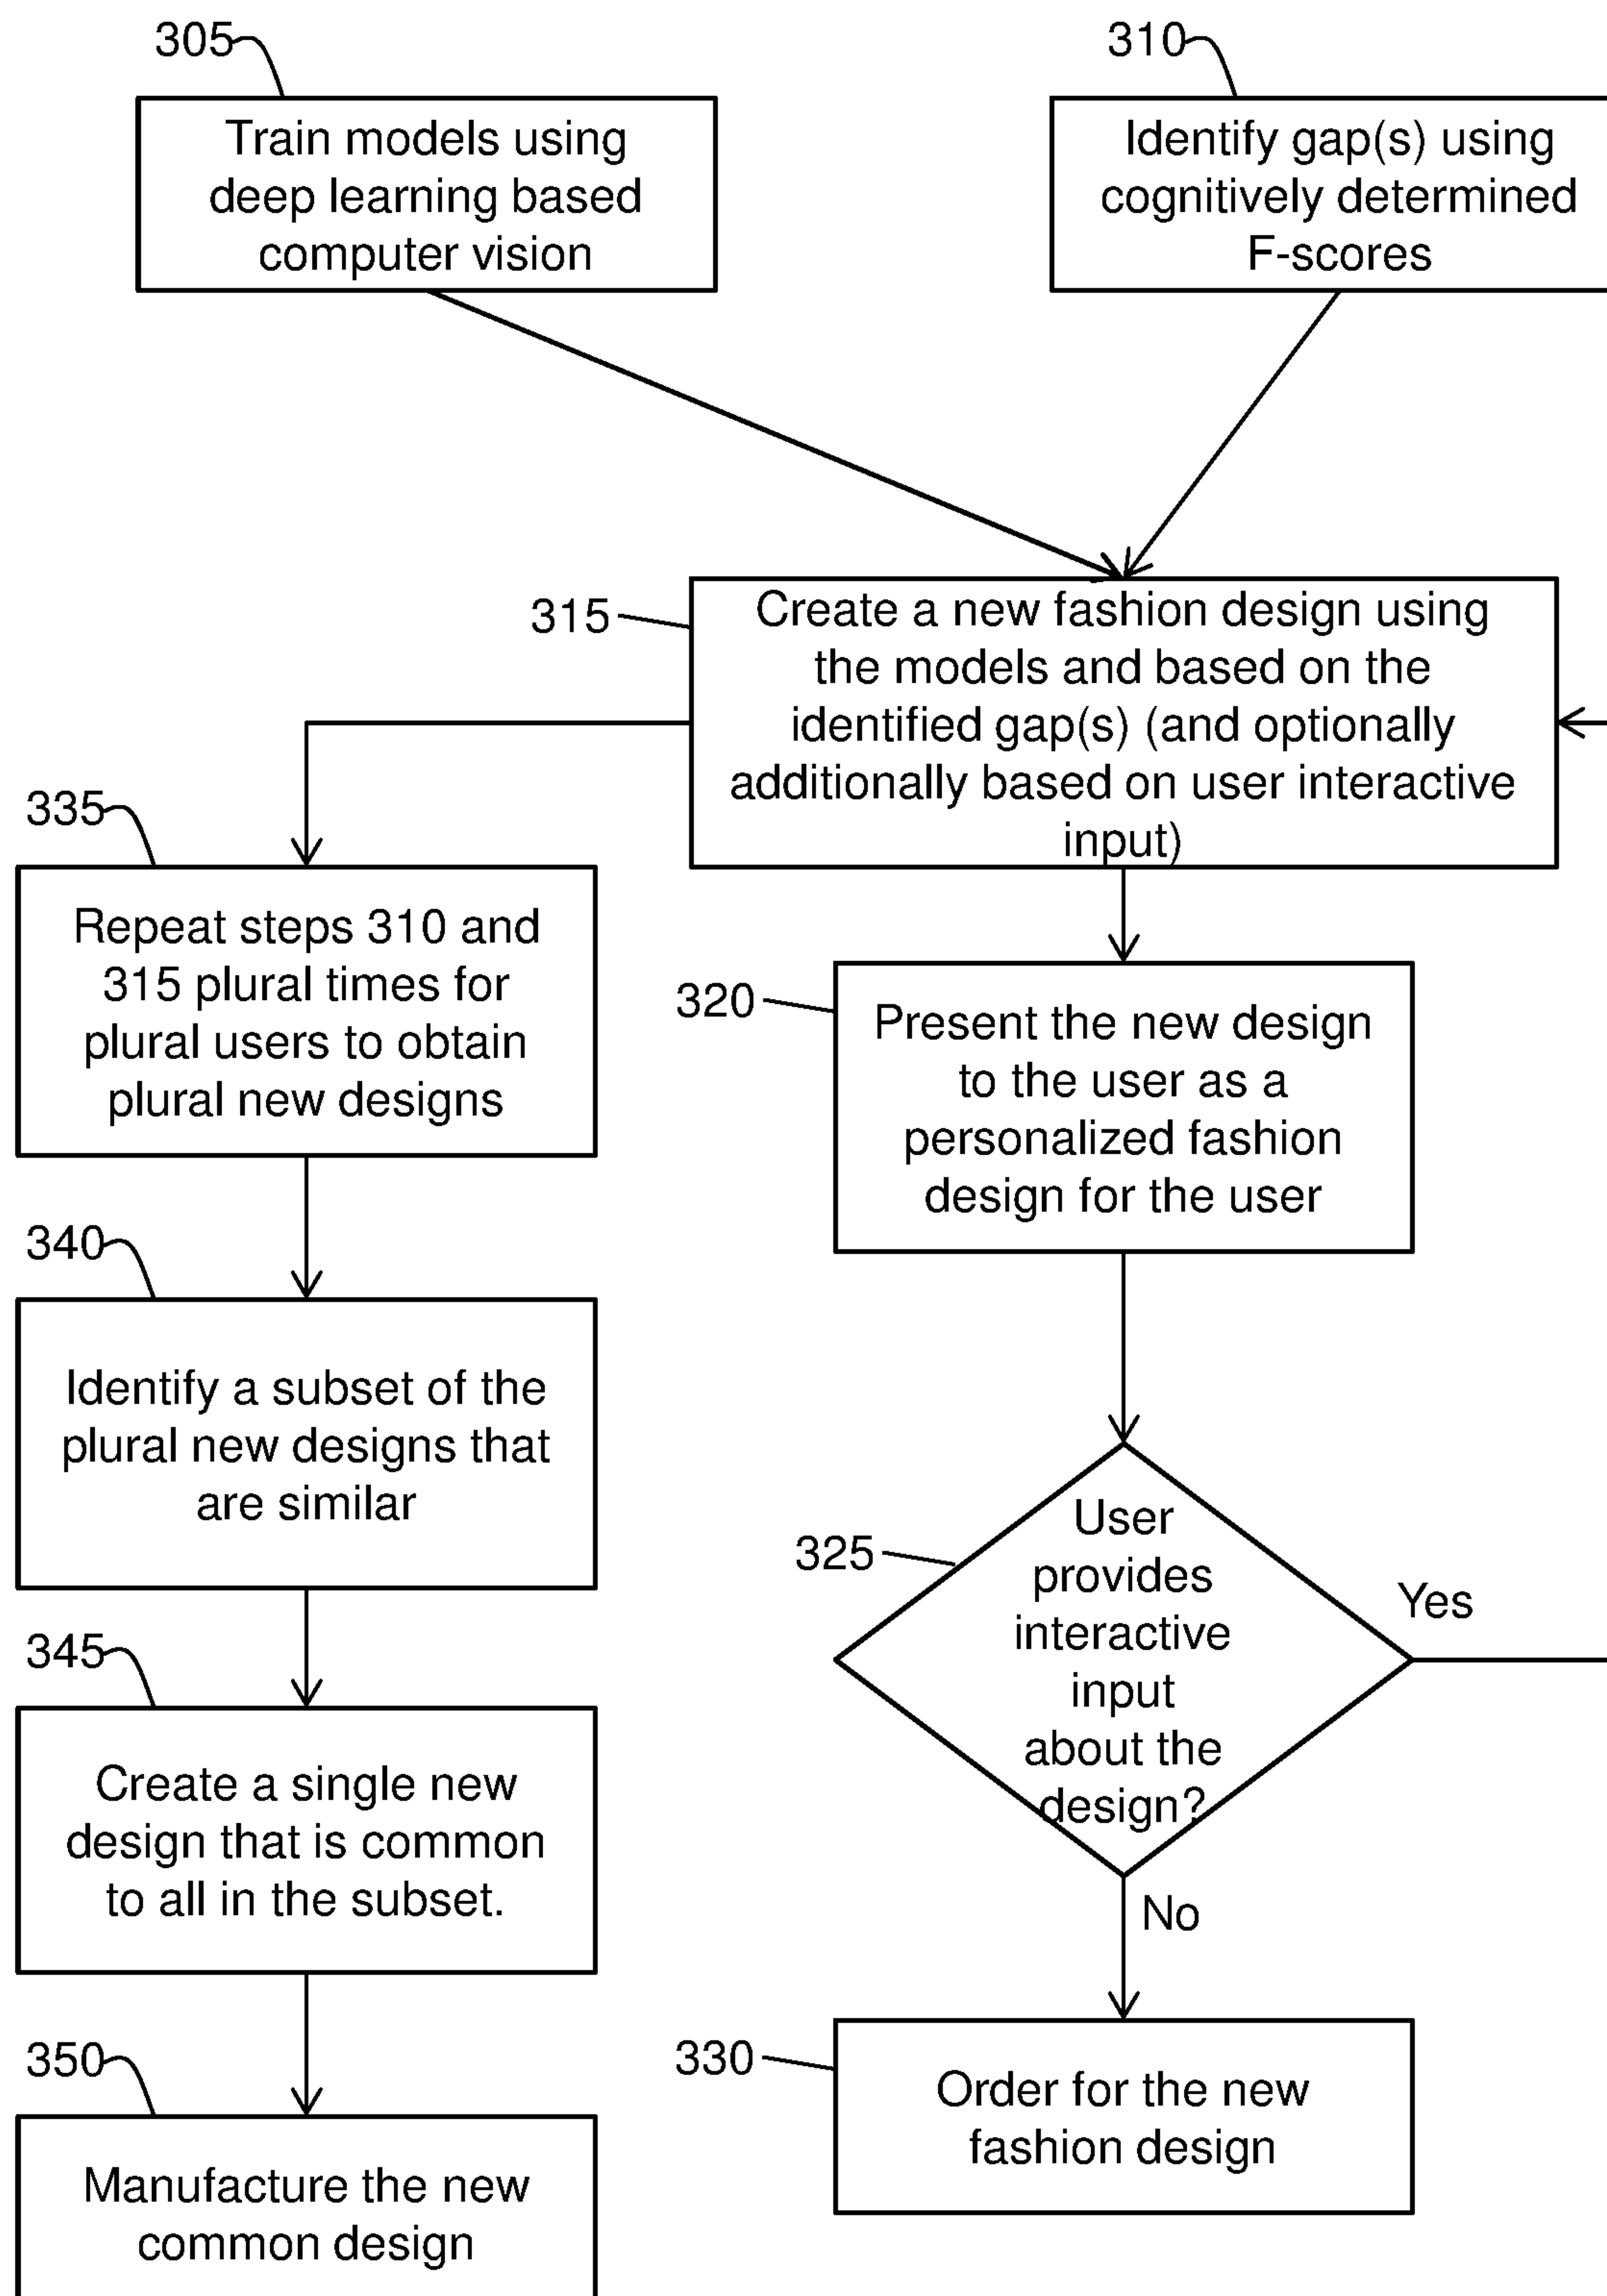 305
Train models using
deep learning based
computer vision
310
Identify gap(s) using
cognitively determined
F-scores
315
Create a new fashion design using
the models and based on the
identified gap(s) (and optionally
additionally based on user interactive
input)
335
Repeat steps 310 and
315 plural times for
plural users to obtain
plural new designs
320
Present the new design
to the user as a
personalized fashion
design for the user
340
Identify a subset of the
plural new designs that
are similar
325
User
provides
interactive
input
about the
design?
Yes
No
345
Create a single new
design that is common
to all in the subset.
330
Order for the new
fashion design
350
Manufacture the new
common design